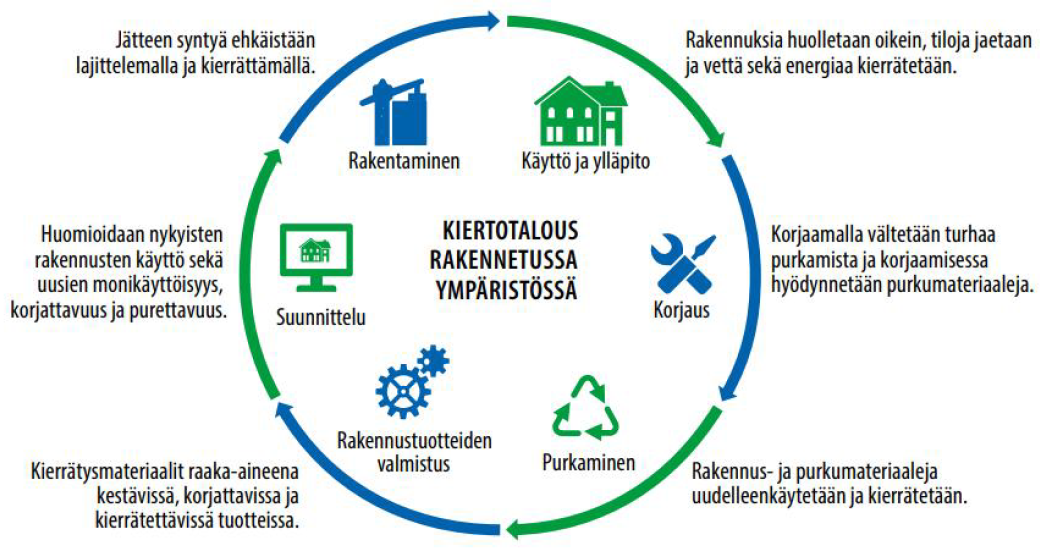 Jätteen syntyä ehkäistään
lajittelemalla ja kierrättämällä.
Rakennuksia huolletaan oikein, tiloja jaetaan
ja vettä sekä energiaa kierrätetään.
Rakentaminen
Käyttö ja ylläpito
Huomioidaan nykyisten
rakennusten käyttö sekä
uusien monikäyttöisyys,
korjattavuus ja purettavuus.
Suunnittelu
KIERTOTALOUS
RAKENNETUSSA
YMPÄRISTÖSSÄ
Korjaus
Korjaamalla vältetään turhaa
purkamista ja korjaamisessa
hyödynnetään purkumateriaaleja.
Rakennustuotteiden
valmistus
Purkaminen
Kierrätysmateriaalit raaka-aineena
kestävissä, korjattavissa ja
kierrätettävissä tuotteissa.
Rakennus- ja purkumateriaaleja
uudelleenkäytetään ja kierrätetään.